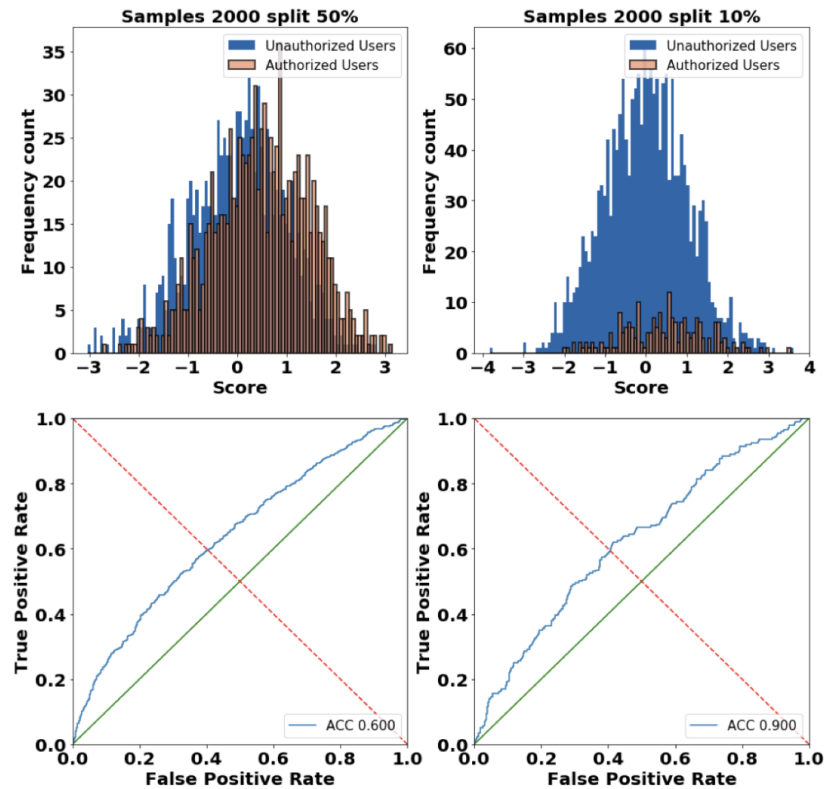 Samples 2000 split 50%
Unauthorized Users
Authorized Users
35
30
25
20
15
10
5
0
Frequency count
−3 −2 −1 0 1 2 3
Score
Samples 2000 split 10%
Unauthorized Users
Authorized Users
60
50
40
30
20
10
0
Frequency count
−4 −3 −2 −1 0 1 2 3 4
Score
1.0
0.8
0.6
0.4
0.2
0.0
True Positive Rate
ACC 0.600
0.0 0.2 0.4 0.6 0.8 1.0
False Positive Rate
1.0
0.8
0.6
0.4
0.2
0.0
True Positive Rate
ACC 0.900
0.0 0.2 0.4 0.6 0.8 1.0
False Positive Rate